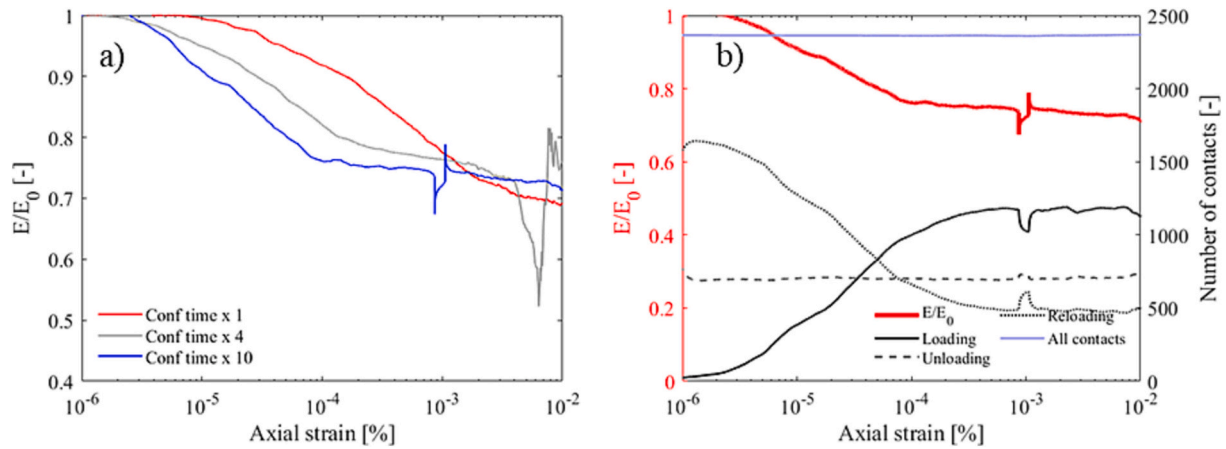 a)
1
0.9
0.8
0.7
0.6
0.5
0.4
E/E0 [-]
Conf time x 1
Conf time x 4
Conf time x 10
10-6 10-5 10-4 10-3 10-2
Axial strain [%]
b)
1
0.8
0.6
0.4
0.2
0
E/E0 [-]
2500
2000
1500
1000
500
0
Number of contacts [-]
E/E0
Loading
Unloading
Reloading
All contacts
10-6 10-5 10-4 10-3 10-2
Axial strain [%]